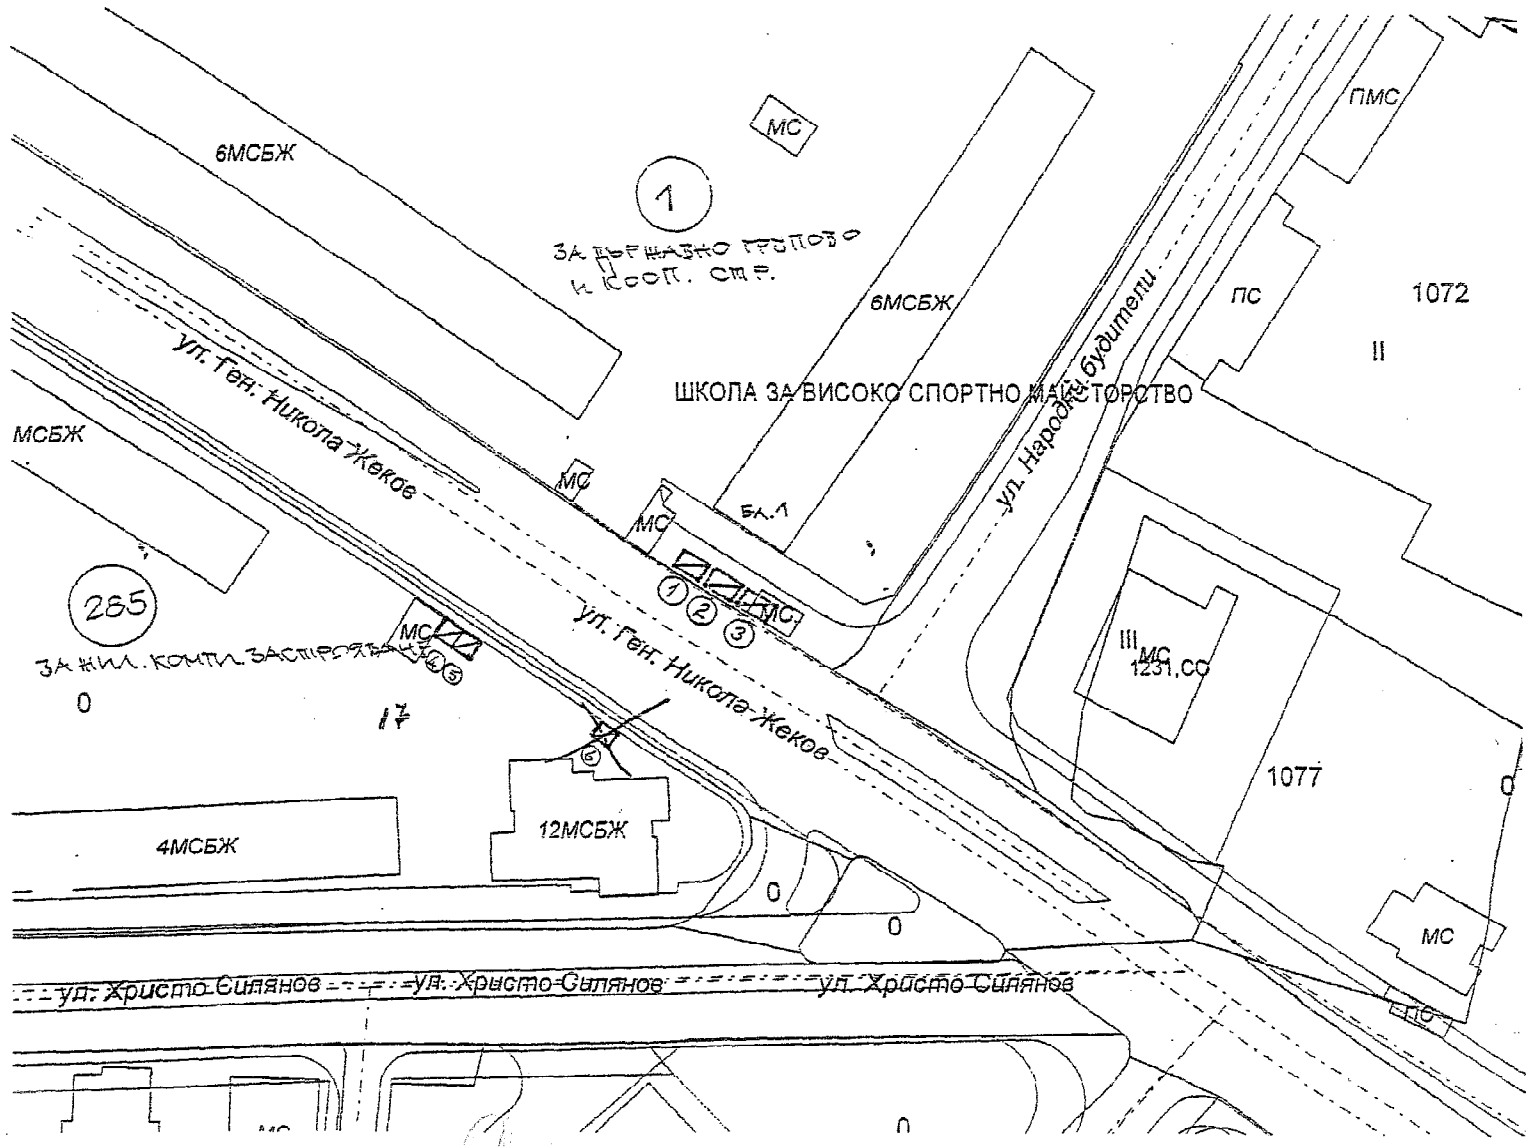 ПМС
МС
6МСБЖ
1
ЗА ДЪРЖАВНО ГРУПОВО
И КООП. СТР.
ПС
1072
6МСБЖ
II
ул. Ген. Никола Жеков
ул. Народни будители
ШКОЛА ЗА ВИСОКО СПОРТНО МАЙСТОРСТВО
МСБЖ
МС
МС
БЛ.1
285
1
2
3
МС
ул. Ген. Никола Жеков
МС
ЗА ЖИЛ. КОМПЛ. ЗАСТРОЯВАНЕ
4
5
III
МС
1231,СО
0
17
6
1077
0
12МСБЖ
4МСБЖ
0
0
МС
ул. Христо Силянов
ул. Христо Силянов
ул. Христо Силянов
ПС
МС
0